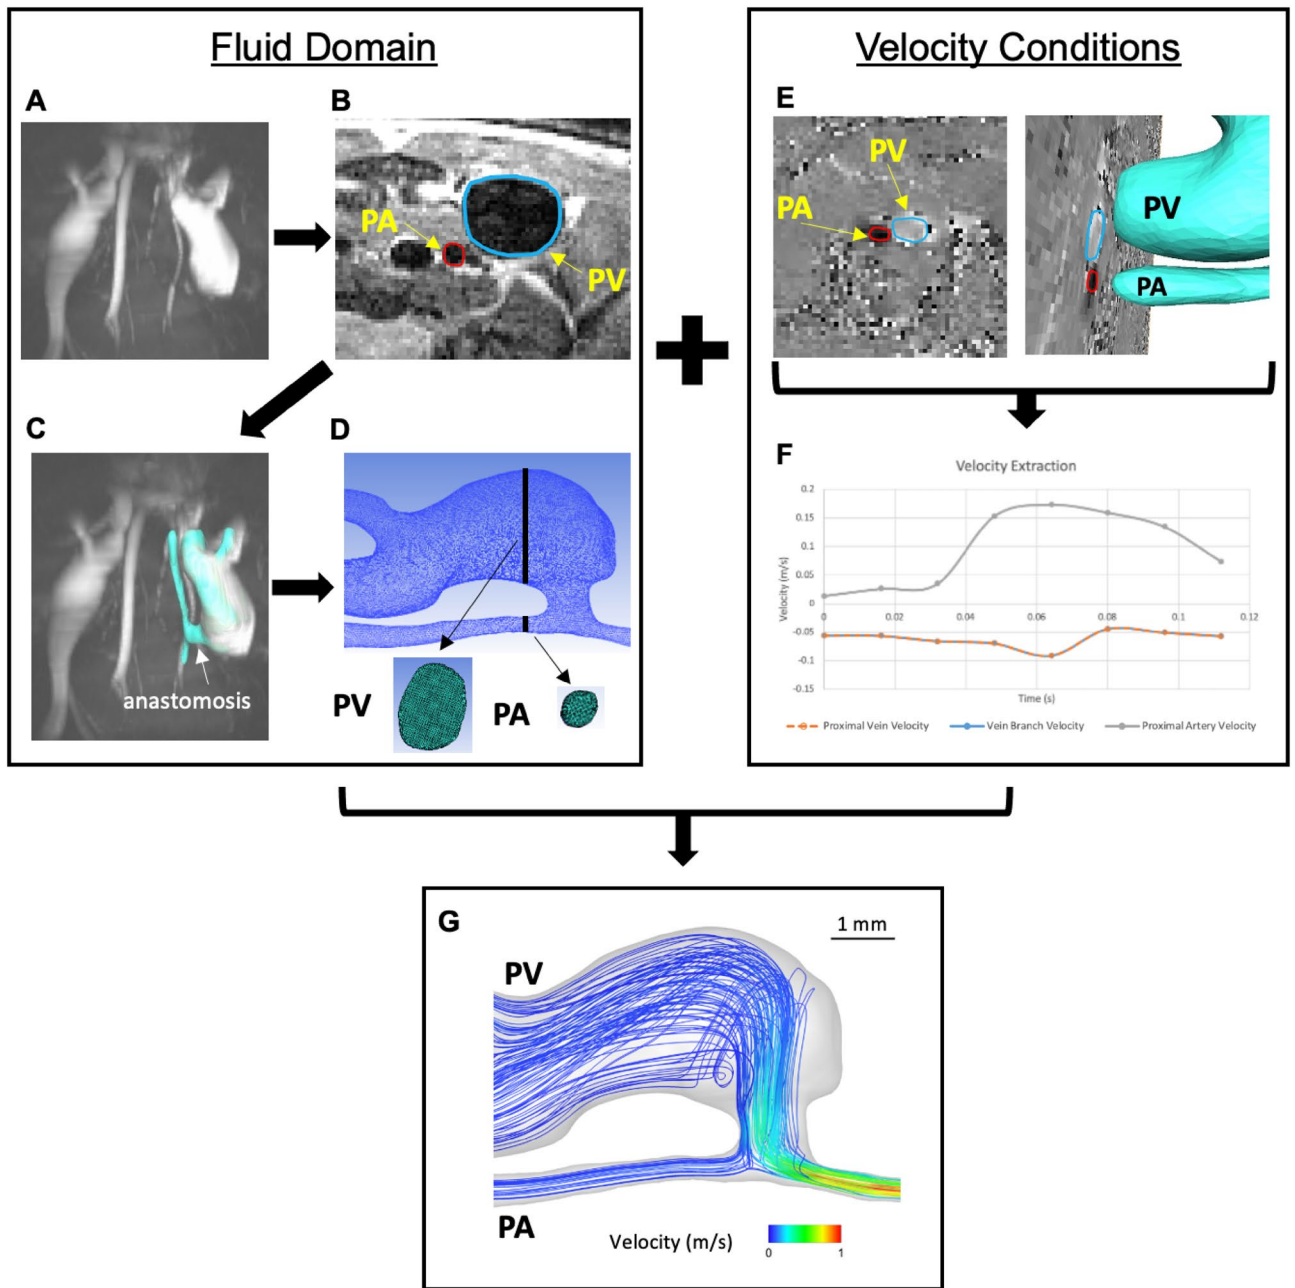 Fluid Domain
A
B
PA
PV
C
anastomosis
D
PV
PA
Velocity Conditions
E
PV
PA
PV
PA
F
Velocity Extraction
Velocity (m/s)
0.2
0.15
0.1
0.05
0
-0.05
-0.1
-0.15
0 0.02 0.04 0.06 0.08 0.1 0.12
Time (s)
Proximal Vein Velocity Vein Branch Velocity Proximal Artery Velocity
G
1 mm
PV
PA
Velocity (m/s)
0 1